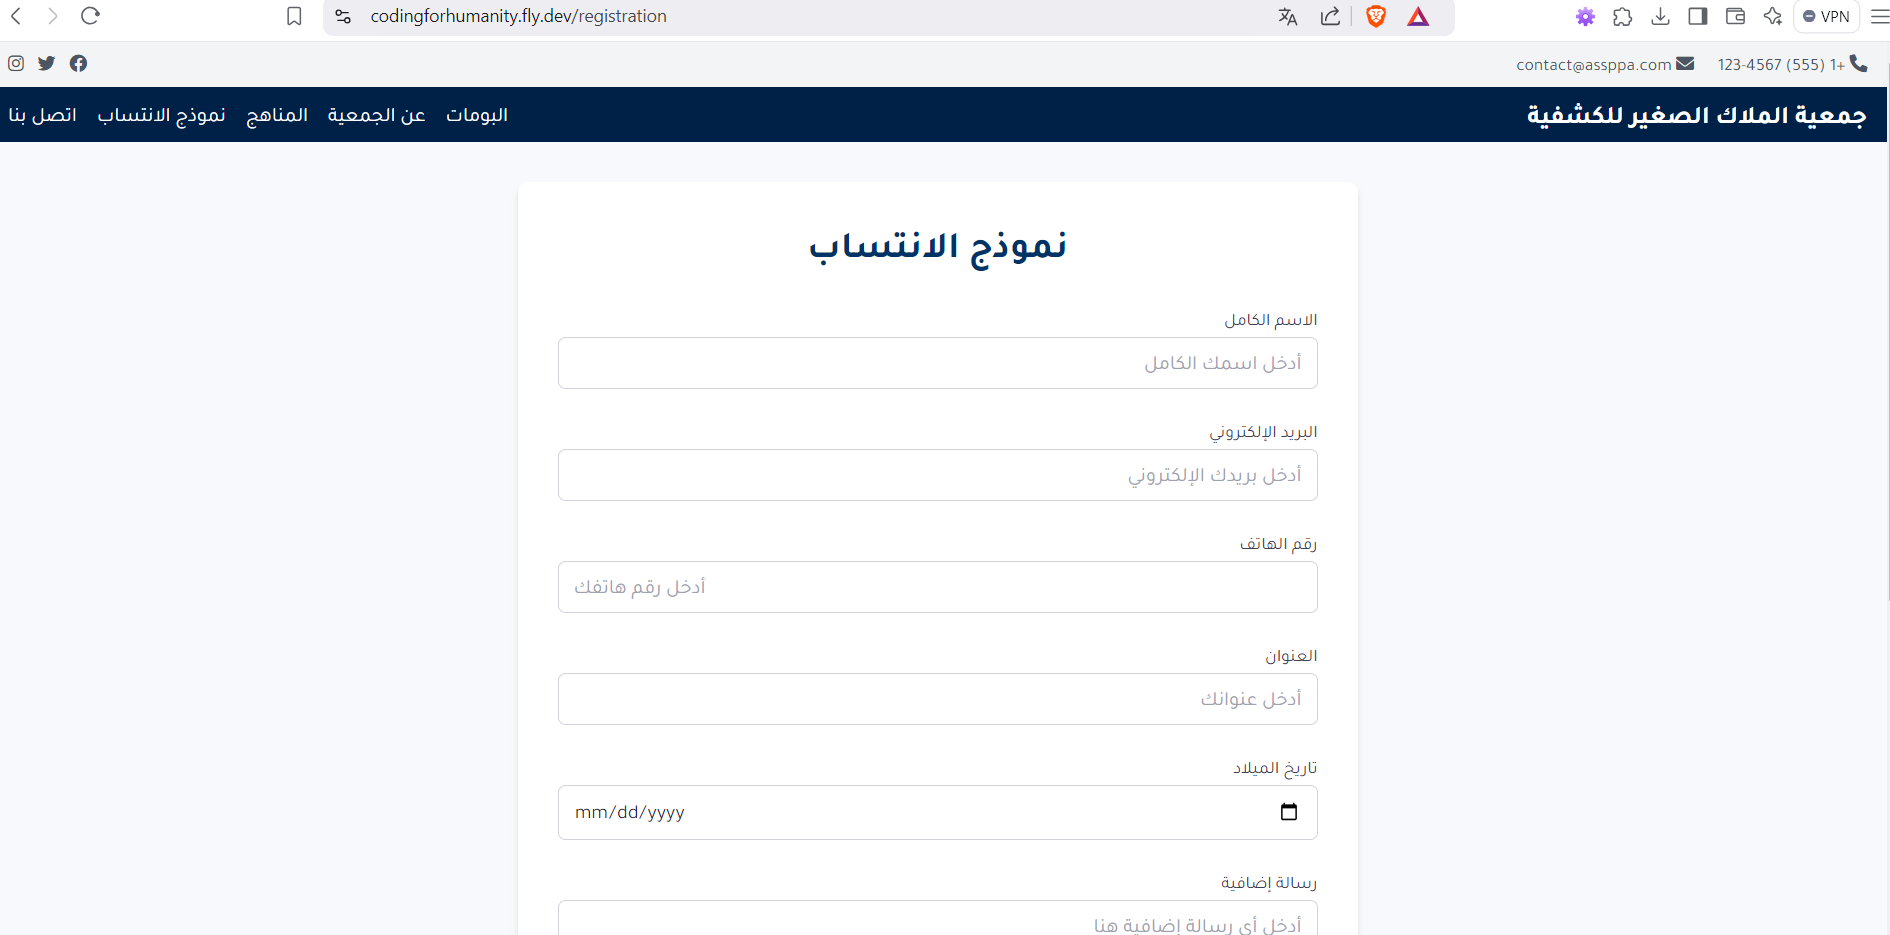 codingforhumanity.fly.dev/registration
VPN
+1 (555) 123-4567
contact@assppa.com
جمعية الملاك الصغير للكشفية
البومات
عن الجمعية
المناهج
نموذج الانتساب
اتصل بنا
نموذج الانتساب
الاسم الكامل
أدخل اسمك الكامل
البريد الإلكتروني
أدخل بريدك الإلكتروني
رقم الهاتف
أدخل رقم هاتفك
العنوان
أدخل عنوانك
تاريخ الميلاد
mm/dd/yyyy
رسالة إضافية
أدخل أي رسالة إضافية هنا